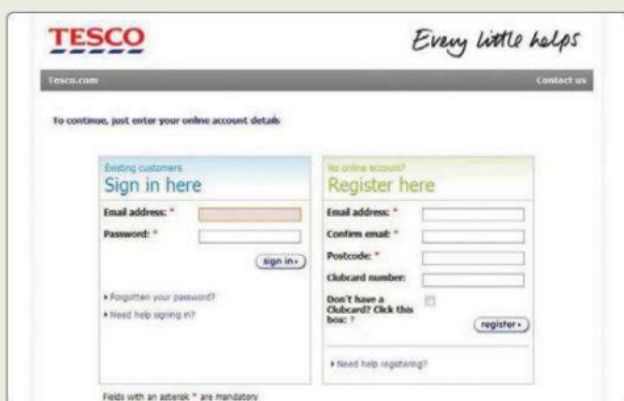 TESCO
Every little helps
Tesco.com
Contact us
To continue, just enter your online account details
Existing customers
Sign in here
Email address: *
Password: *
sign in
Forgotten your password?
Need help signing in?
No online account?
Register here
Email address: *
Confirm email: *
Postcode: *
Clubcard number:
Don't have a
Clubcard? Click this
box: ?
register
Need help registering?
Fields with an asterisk * are mandatory